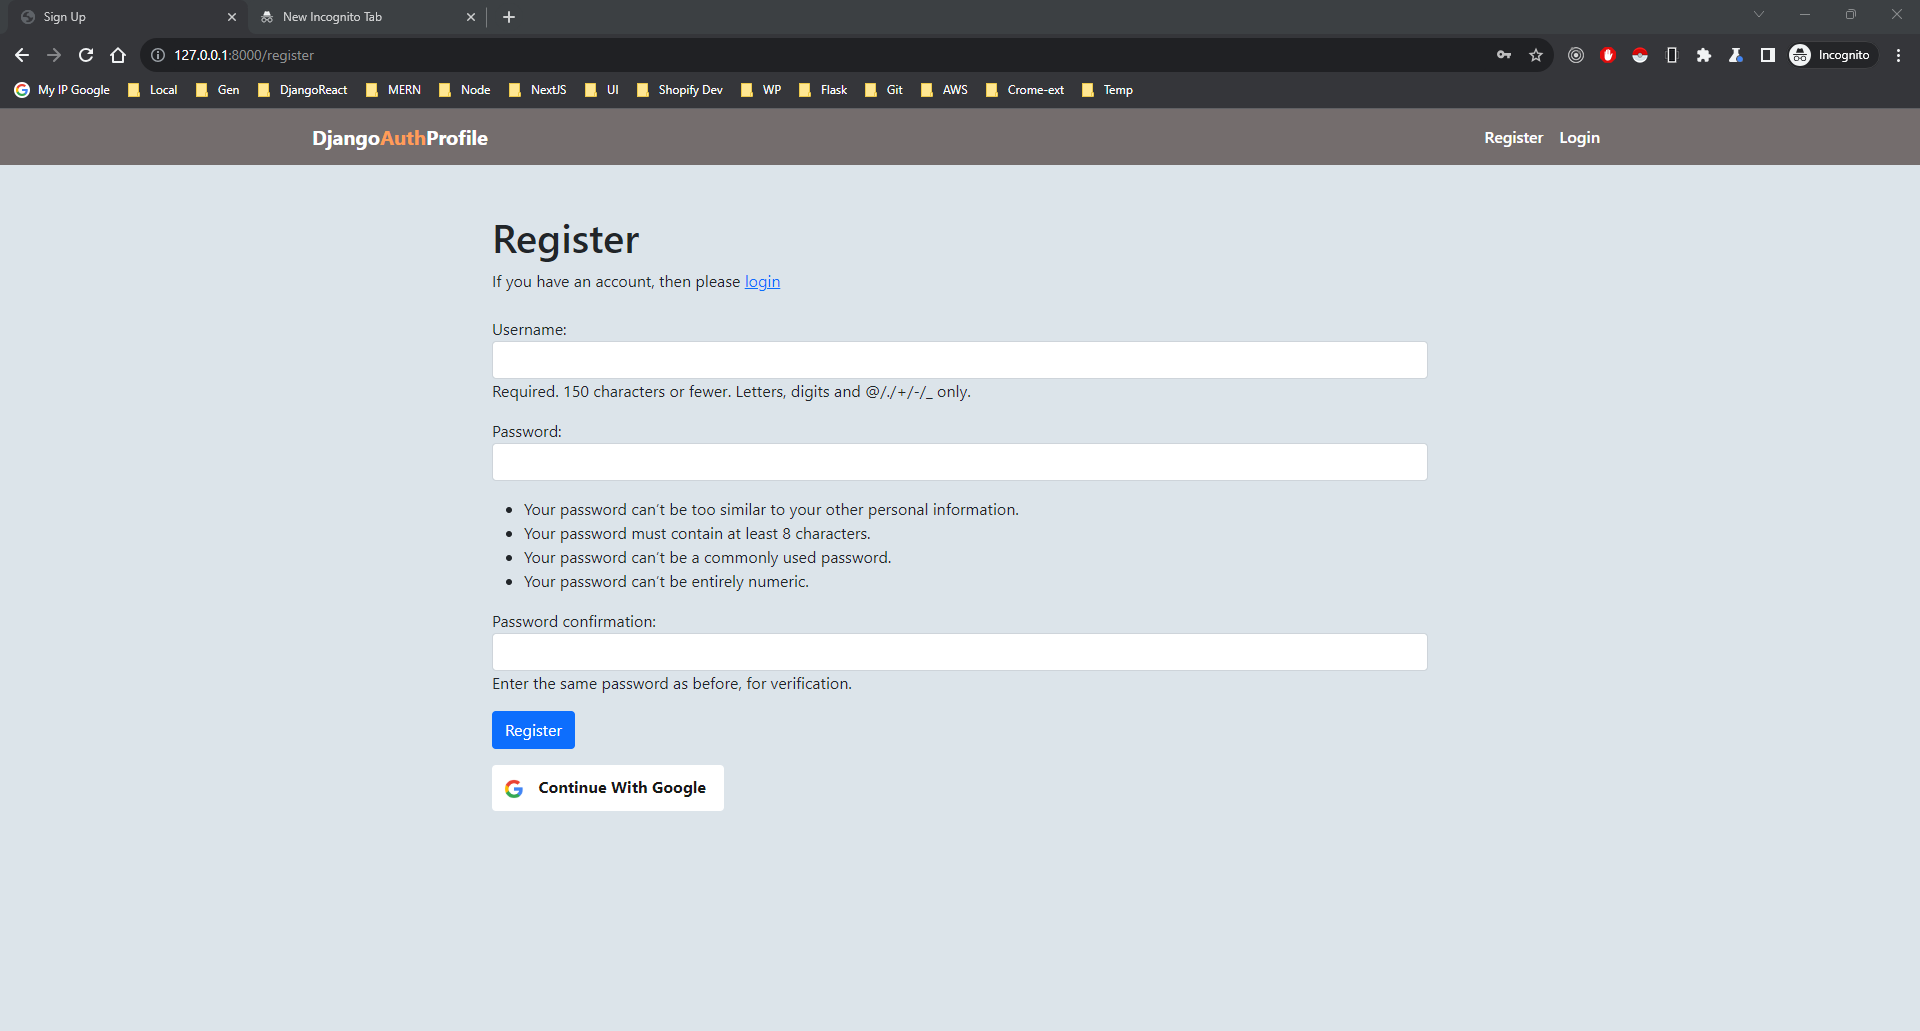 Sign Up
New Incognito Tab
127.0.0.1:8000/register
Incognito
My IP Google Local Gen DjangoReact MERN Node NextJS UI Shopify Dev WP Flask Git AWS Crome-ext Temp
DjangoAuthProfile
Register Login
Register
If you have an account, then please login
Username:
Required. 150 characters or fewer. Letters, digits and @/./+/-/_ only.
Password:
Your password can't be too similar to your other personal information.
Your password must contain at least 8 characters.
Your password can't be a commonly used password.
Your password can't be entirely numeric.
Password confirmation:
Enter the same password as before, for verification.
Register
Continue With Google